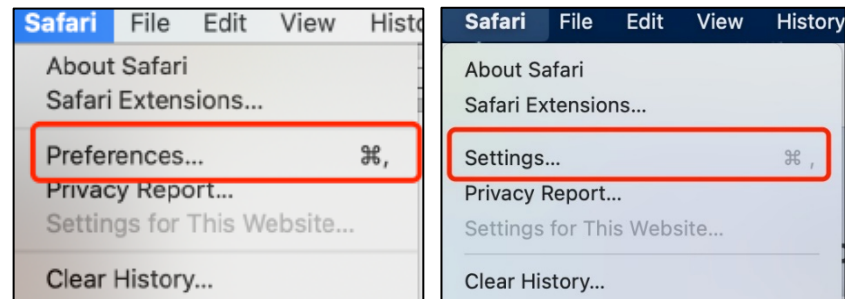 Safari File Edit View Histo
About Safari
Safari Extensions...
Preferences... ⌘,
Privacy Report...
Settings for This Website...
Clear History...
Safari File Edit View History
About Safari
Safari Extensions...
Settings... ⌘ ,
Privacy Report...
Settings for This Website...
Clear History...